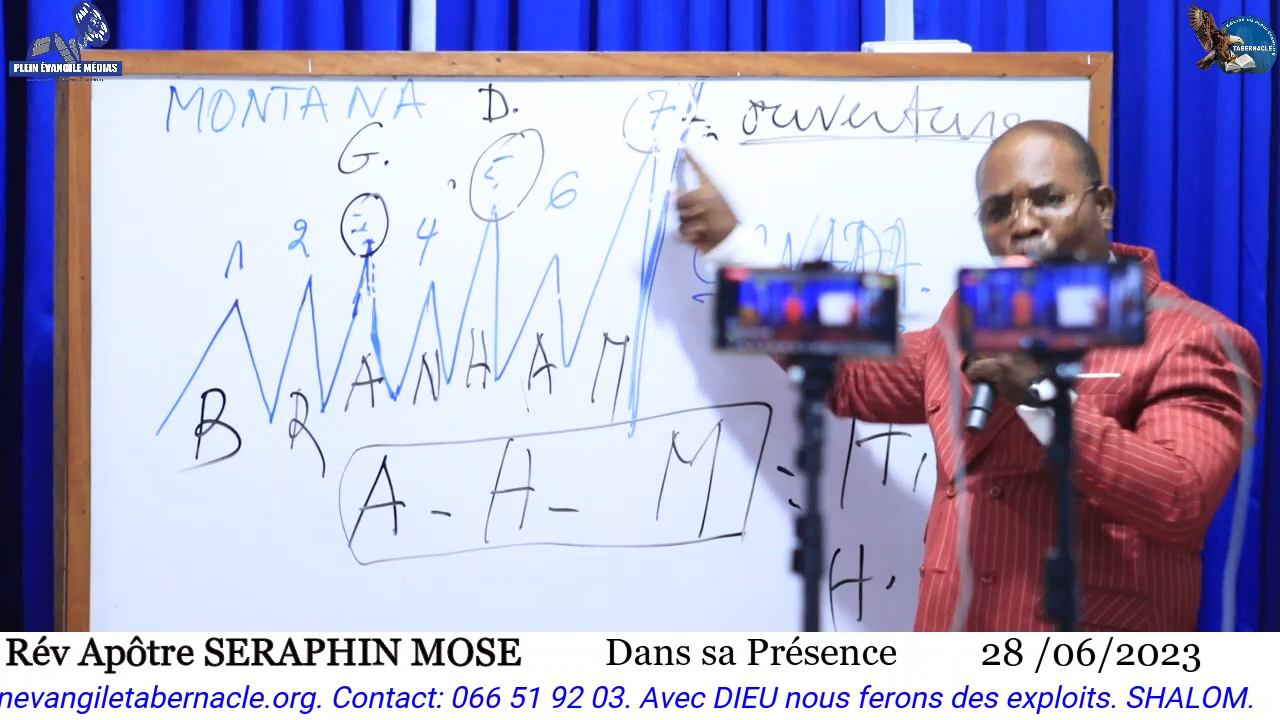 PLEIN ÉVANGILE MÉDIAS
TABERNACLE
MONTANA
D.
7
ouverture
G.
1 2 3 4 5 6
B R A N H A M
A - H - M = H,
H,
Rév Apôtre SERAPHIN MOSE
Dans sa Présence
28 /06/2023
nevangiletabernacle.org. Contact: 066 51 92 03. Avec DIEU nous ferons des exploits. SHALOM.